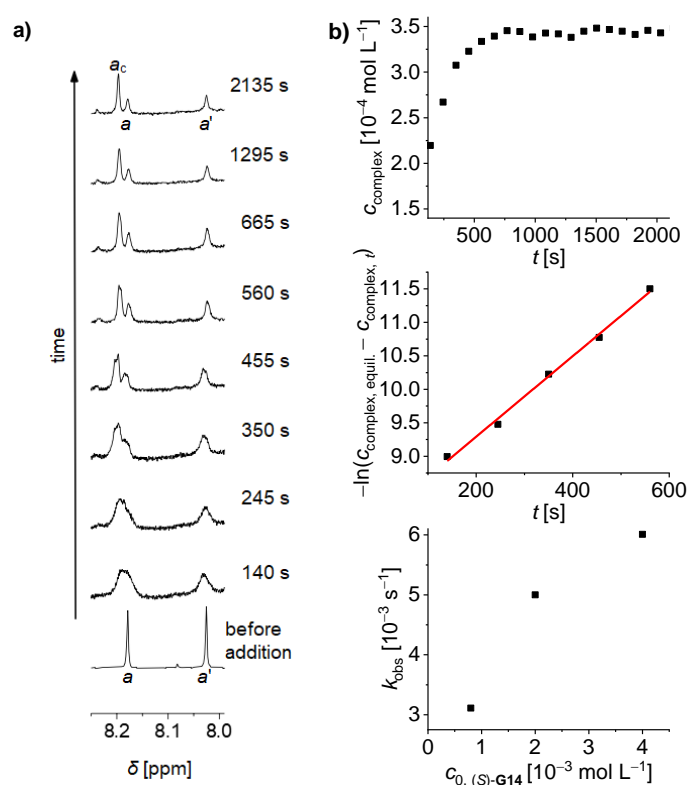 a)
a_c
2135 s
a
a'
1295 s
665 s
560 s
455 s
350 s
245 s
140 s
before
addition
a
a'
time
8.2
8.1
8.0
δ [ppm]
b)
c_complex [10⁻⁴ mol L⁻¹]
3.5
3.0
2.5
2.0
1.5
500
1000
1500
2000
t [s]
−ln(c_complex, equil. − c_complex, t)
11.5
11.0
10.5
10.0
9.5
9.0
200
400
600
t [s]
k_obs [10⁻³ s⁻¹]
6
5
4
3
0
1
2
3
4
c_0, (S)-G14 [10⁻³ mol L⁻¹]